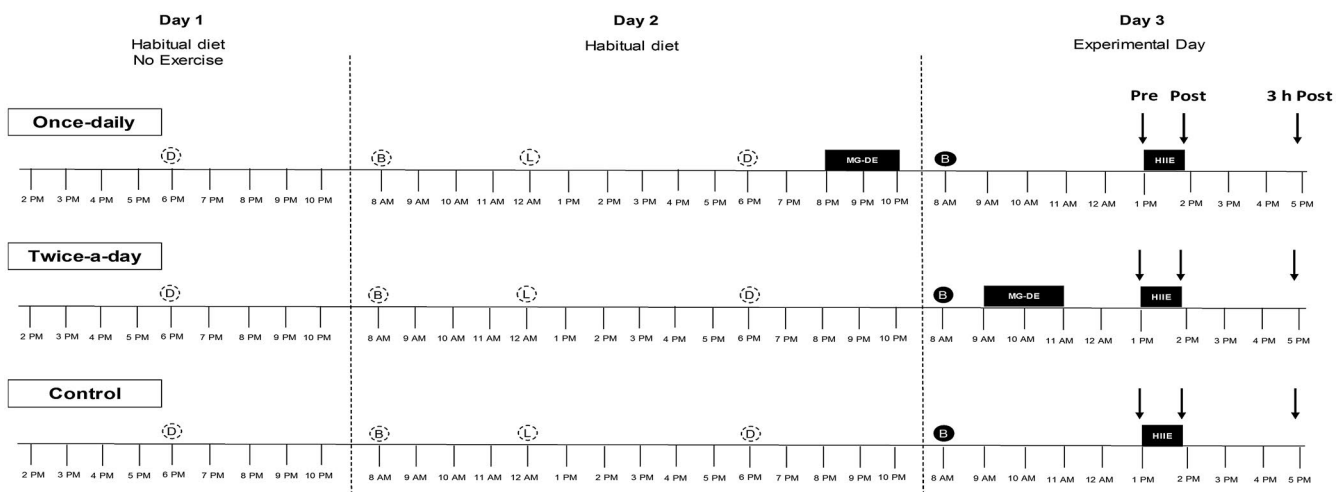 Day 1
Habitual diet
No Exercise
Day 2
Habitual diet
Day 3
Experimental Day
Pre Post 3 h Post
Once-daily
D B L D MG-DE B HIIE
2 PM 3 PM 4 PM 5 PM 6 PM 7 PM 8 PM 9 PM 10 PM 8 AM 9 AM 10 AM 11 AM 12 AM 1 PM 2 PM 3 PM 4 PM 5 PM 6 PM 7 PM 8 PM 9 PM 10 PM 8 AM 9 AM 10 AM 11 AM 12 AM 1 PM 2 PM 3 PM 4 PM 5 PM
Twice-a-day
D B L D B MG-DE HIIE
2 PM 3 PM 4 PM 5 PM 6 PM 7 PM 8 PM 9 PM 10 PM 8 AM 9 AM 10 AM 11 AM 12 AM 1 PM 2 PM 3 PM 4 PM 5 PM 6 PM 7 PM 8 PM 9 PM 10 PM 8 AM 9 AM 10 AM 11 AM 12 AM 1 PM 2 PM 3 PM 4 PM 5 PM
Control
D B L D B HIIE
2 PM 3 PM 4 PM 5 PM 6 PM 7 PM 8 PM 9 PM 10 PM 8 AM 9 AM 10 AM 11 AM 12 AM 1 PM 2 PM 3 PM 4 PM 5 PM 6 PM 7 PM 8 PM 9 PM 10 PM 8 AM 9 AM 10 AM 11 AM 12 AM 1 PM 2 PM 3 PM 4 PM 5 PM